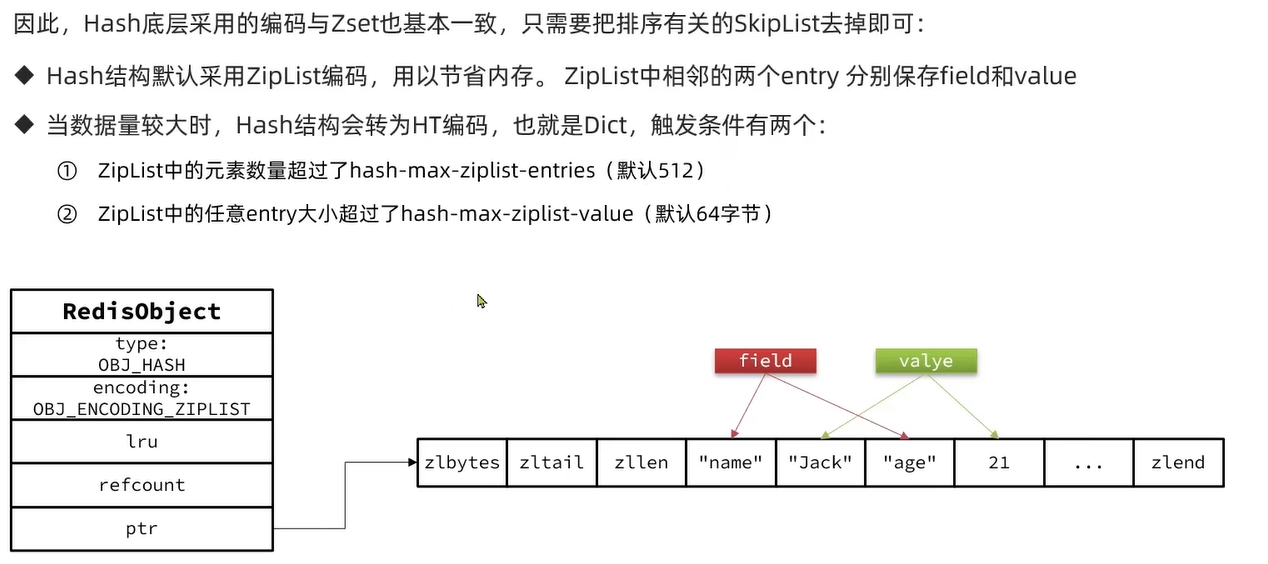 因此，Hash底层采用的编码与Zset也基本一致，只需要把排序有关的SkipList去掉即可：
◆ Hash结构默认采用ZipList编码，用以节省内存。 ZipList中相邻的两个entry 分别保存field和value
◆ 当数据量较大时，Hash结构会转为HT编码，也就是Dict，触发条件有两个：
① ZipList中的元素数量超过了hash-max-ziplist-entries（默认512）
② ZipList中的任意entry大小超过了hash-max-ziplist-value（默认64字节）
RedisObject
type:
OBJ_HASH
encoding:
OBJ_ENCODING_ZIPLIST
lru
refcount
ptr
field valye
zlbytes zltail zllen "name" "Jack" "age" 21 ... zlend